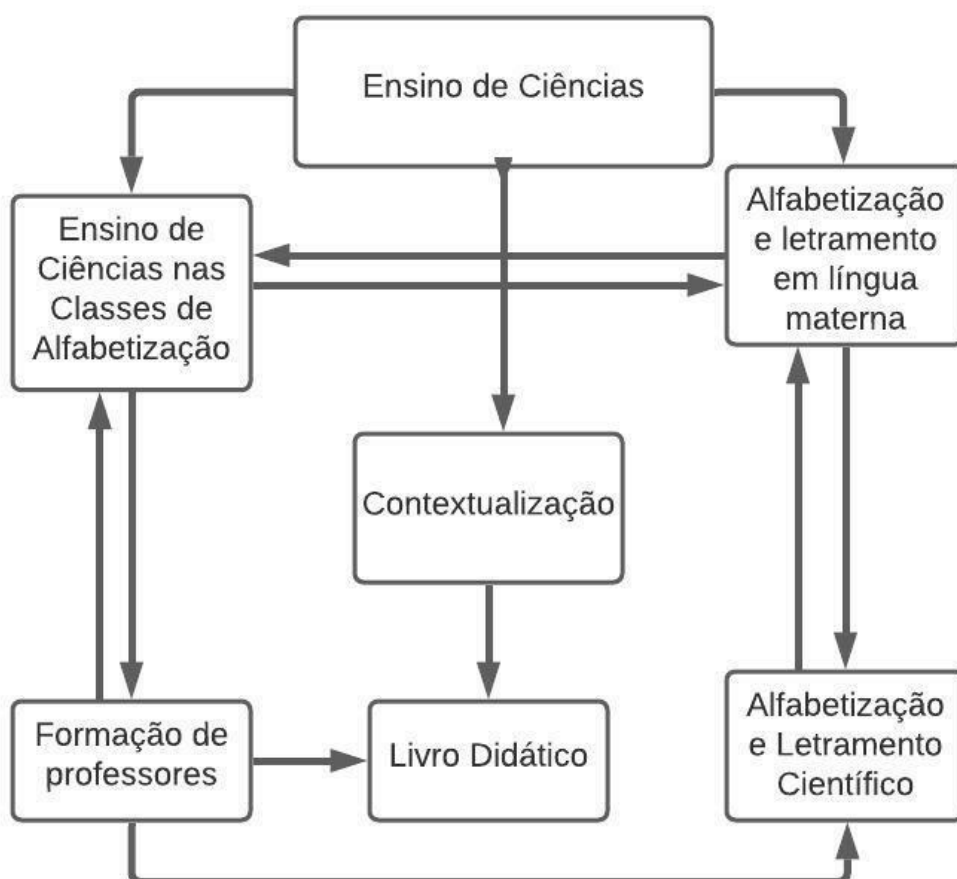 Ensino de Ciências
Ensino de
Ciências nas
Classes de
Alfabetização
Alfabetização
e letramento
em língua
materna
Contextualização
Formação de
professores
Livro Didático
Alfabetização
e Letramento
Científico